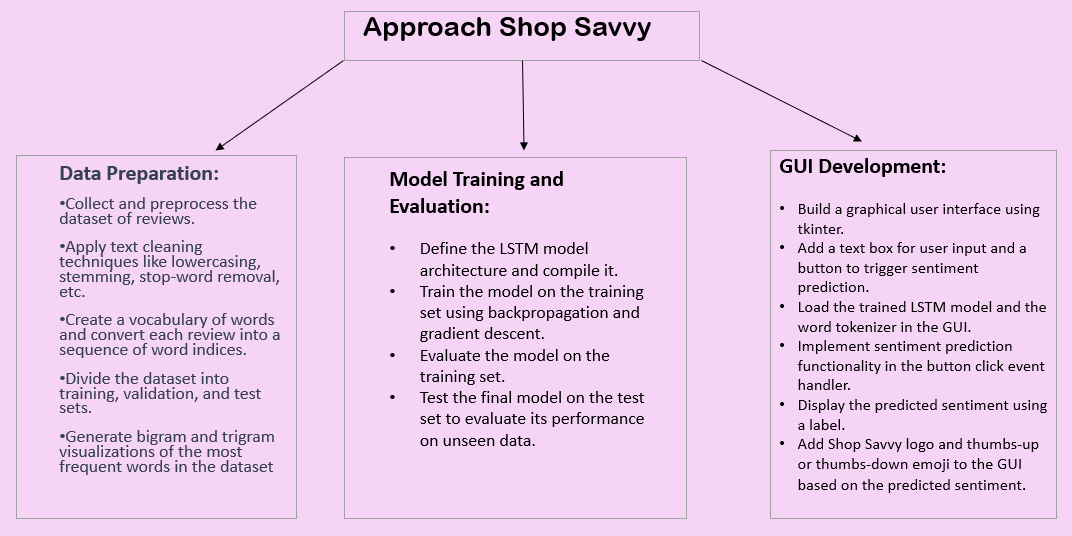 Approach Shop Savvy
Data Preparation:
•Collect and preprocess the
dataset of reviews.
•Apply text cleaning
techniques like lowercasing,
stemming, stop-word removal,
etc.
•Create a vocabulary of words
and convert each review into a
sequence of word indices.
•Divide the dataset into
training, validation, and test
sets.
•Generate bigram and trigram
visualizations of the most
frequent words in the dataset
Model Training and
Evaluation:
• Define the LSTM model
architecture and compile it.
• Train the model on the training
set using backpropagation and
gradient descent.
• Evaluate the model on the
training set.
• Test the final model on the test
set to evaluate its performance
on unseen data.
GUI Development:
• Build a graphical user interface using
tkinter.
• Add a text box for user input and a
button to trigger sentiment
prediction.
• Load the trained LSTM model and the
word tokenizer in the GUI.
• Implement sentiment prediction
functionality in the button click event
handler.
• Display the predicted sentiment using
a label.
• Add Shop Savvy logo and thumbs-up
or thumbs-down emoji to the GUI
based on the predicted sentiment.